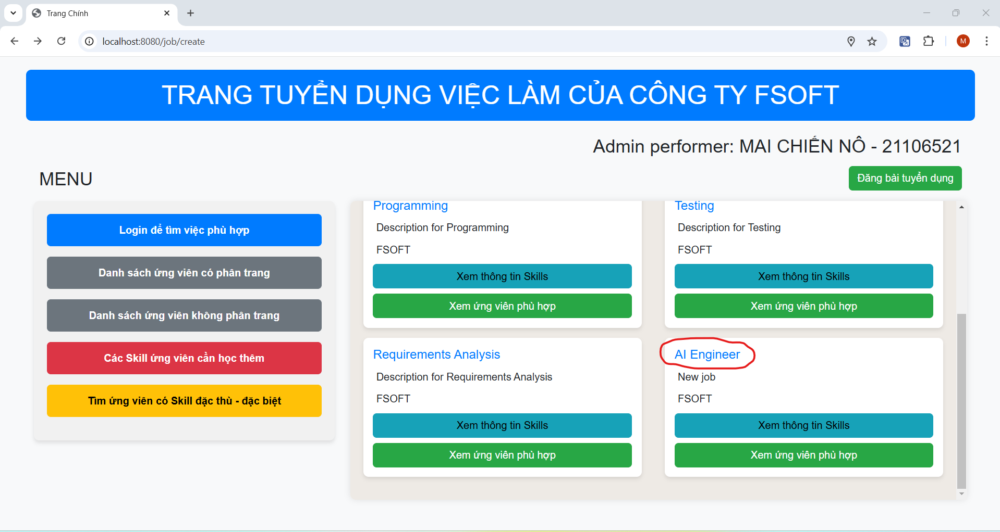 Trang Chính
localhost:8080/job/create
M
TRANG TUYỂN DỤNG VIỆC LÀM CỦA CÔNG TY FSOFT
Admin performer: MAI CHIẾN NÔ - 21106521
MENU
Đăng bài tuyển dụng
Login để tìm việc phù hợp
Danh sách ứng viên có phân trang
Danh sách ứng viên không phân trang
Các Skill ứng viên cần học thêm
Tìm ứng viên có Skill đặc thù - đặc biệt
Programming
Description for Programming
FSOFT
Xem thông tin Skills
Xem ứng viên phù hợp
Testing
Description for Testing
FSOFT
Xem thông tin Skills
Xem ứng viên phù hợp
Requirements Analysis
Description for Requirements Analysis
FSOFT
Xem thông tin Skills
Xem ứng viên phù hợp
AI Engineer
New job
FSOFT
Xem thông tin Skills
Xem ứng viên phù hợp